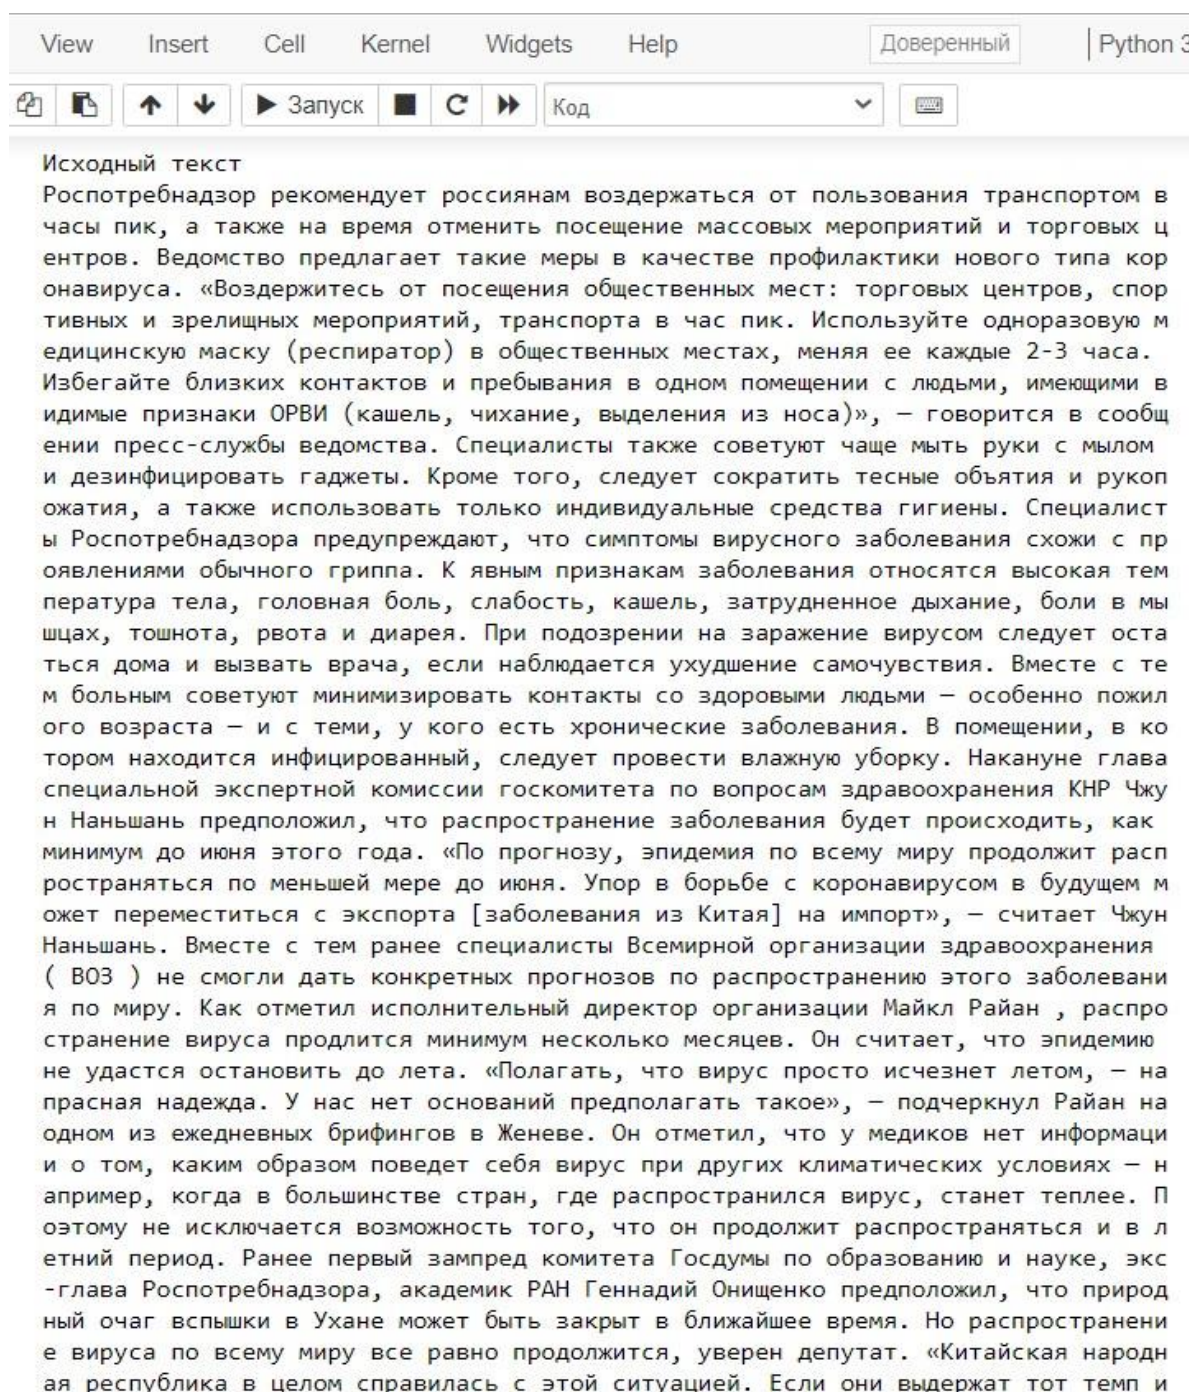 View Insert Cell Kernel Widgets Help Доверенный Python 3
Запуск Код
Исходный текст
Роспотребнадзор рекомендует россиянам воздержаться от пользования транспортом в
часы пик, а также на время отменить посещение массовых мероприятий и торговых ц
ентров. Ведомство предлагает такие меры в качестве профилактики нового типа кор
онавируса. «Воздержитесь от посещения общественных мест: торговых центров, спор
тивных и зрелищных мероприятий, транспорта в час пик. Используйте одноразовую м
едицинскую маску (респиратор) в общественных местах, меняя ее каждые 2-3 часа.
Избегайте близких контактов и пребывания в одном помещении с людьми, имеющими в
идимые признаки ОРВИ (кашель, чихание, выделения из носа)», — говорится в сообщ
ении пресс-службы ведомства. Специалисты также советуют чаще мыть руки с мылом
и дезинфицировать гаджеты. Кроме того, следует сократить тесные объятия и рукоп
ожатия, а также использовать только индивидуальные средства гигиены. Специалист
ы Роспотребнадзора предупреждают, что симптомы вирусного заболевания схожи с пр
оявлениями обычного гриппа. К явным признакам заболевания относятся высокая тем
пература тела, головная боль, слабость, кашель, затрудненное дыхание, боли в мы
шцах, тошнота, рвота и диарея. При подозрении на заражение вирусом следует оста
ться дома и вызвать врача, если наблюдается ухудшение самочувствия. Вместе с те
м больным советуют минимизировать контакты со здоровыми людьми — особенно пожил
ого возраста — и с теми, у кого есть хронические заболевания. В помещении, в ко
тором находится инфицированный, следует провести влажную уборку. Накануне глава
специальной экспертной комиссии госкомитета по вопросам здравоохранения КНР Чжу
н Наньшань предположил, что распространение заболевания будет происходить, как
минимум до июня этого года. «По прогнозу, эпидемия по всему миру продолжит расп
ространяться по меньшей мере до июня. Упор в борьбе с коронавирусом в будущем м
ожет переместиться с экспорта [заболевания из Китая] на импорт», — считает Чжун
Наньшань. Вместе с тем ранее специалисты Всемирной организации здравоохранения
( ВОЗ ) не смогли дать конкретных прогнозов по распространению этого заболевани
я по миру. Как отметил исполнительный директор организации Майкл Райан , распро
странение вируса продлится минимум несколько месяцев. Он считает, что эпидемию
не удастся остановить до лета. «Полагать, что вирус просто исчезнет летом, — на
прасная надежда. У нас нет оснований предполагать такое», — подчеркнул Райан на
одном из ежедневных брифингов в Женеве. Он отметил, что у медиков нет информаци
и о том, каким образом поведет себя вирус при других климатических условиях — н
апример, когда в большинстве стран, где распространился вирус, станет теплее. П
оэтому не исключается возможность того, что он продолжит распространяться и в л
етний период. Ранее первый зампред комитета Госдумы по образованию и науке, экс
-глава Роспотребнадзора, академик РАН Геннадий Онищенко предположил, что природ
ный очаг вспышки в Ухане может быть закрыт в ближайшее время. Но распространени
е вируса по всему миру все равно продолжится, уверен депутат. «Китайская народн
ая республика в целом справилась с этой ситуацией. Если они выдержат тот темп и